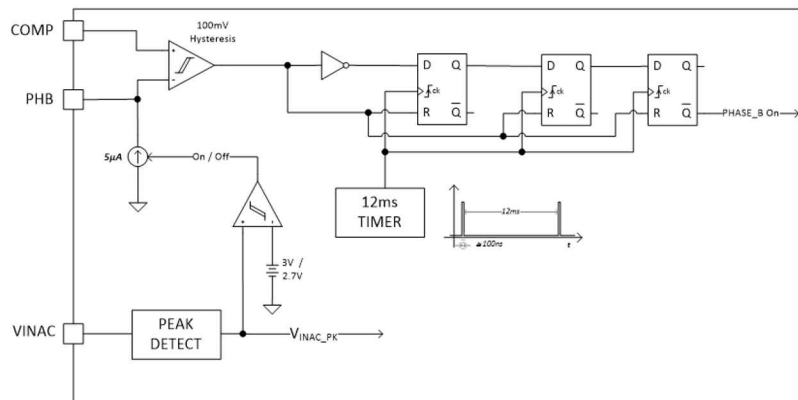 COMP
100mV
Hysteresis
+
-
D Q
ck
R Q
D Q
ck
R Q
D Q
ck
R Q
PHB
PHASE_B On
5μA
On / Off
12ms
TIMER
12ms
≈100ns
t
+
-
3V /
2.7V
VINAC
PEAK
DETECT
VINAC_PK